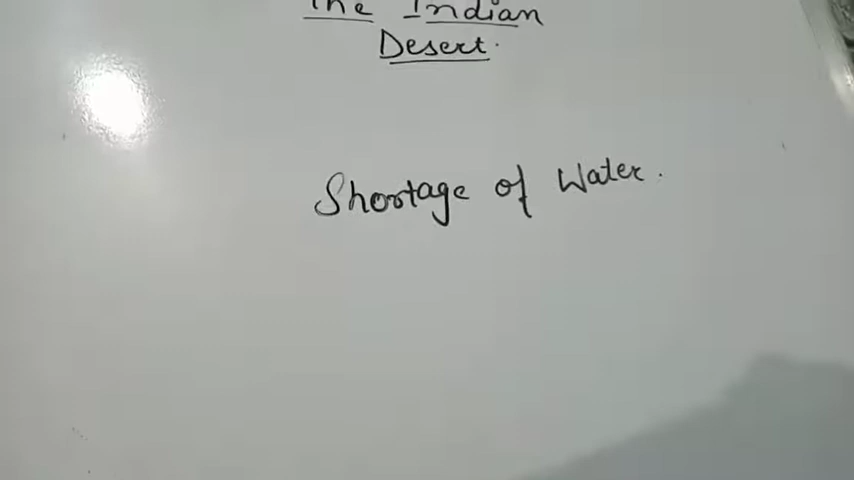 The Indian
Desert.
Shortage of Water.